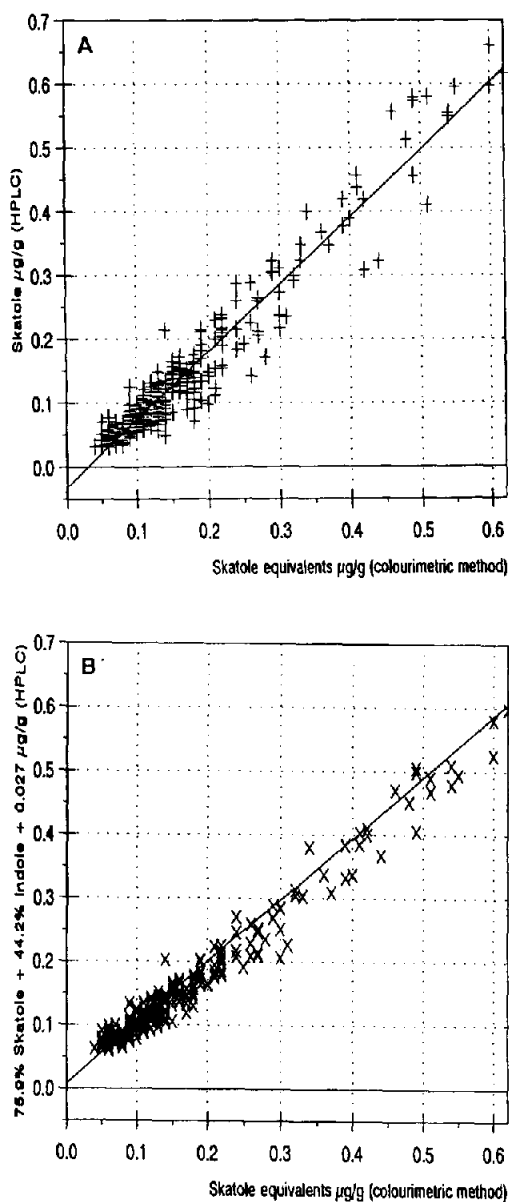 A
0.7
0.6
0.5
0.4
0.3
0.2
0.1
0.0
Skatole µg/g (HPLC)
0.0 0.1 0.2 0.3 0.4 0.5 0.6
Skatole equivalents µg/g (colourimetric method)
B
0.7
0.6
0.5
0.4
0.3
0.2
0.1
0.0
75.9% Skatole + 44.2% Indole + 0.027 µg/g (HPLC)
0.0 0.1 0.2 0.3 0.4 0.5 0.6
Skatole equivalents µg/g (colourimetric method)